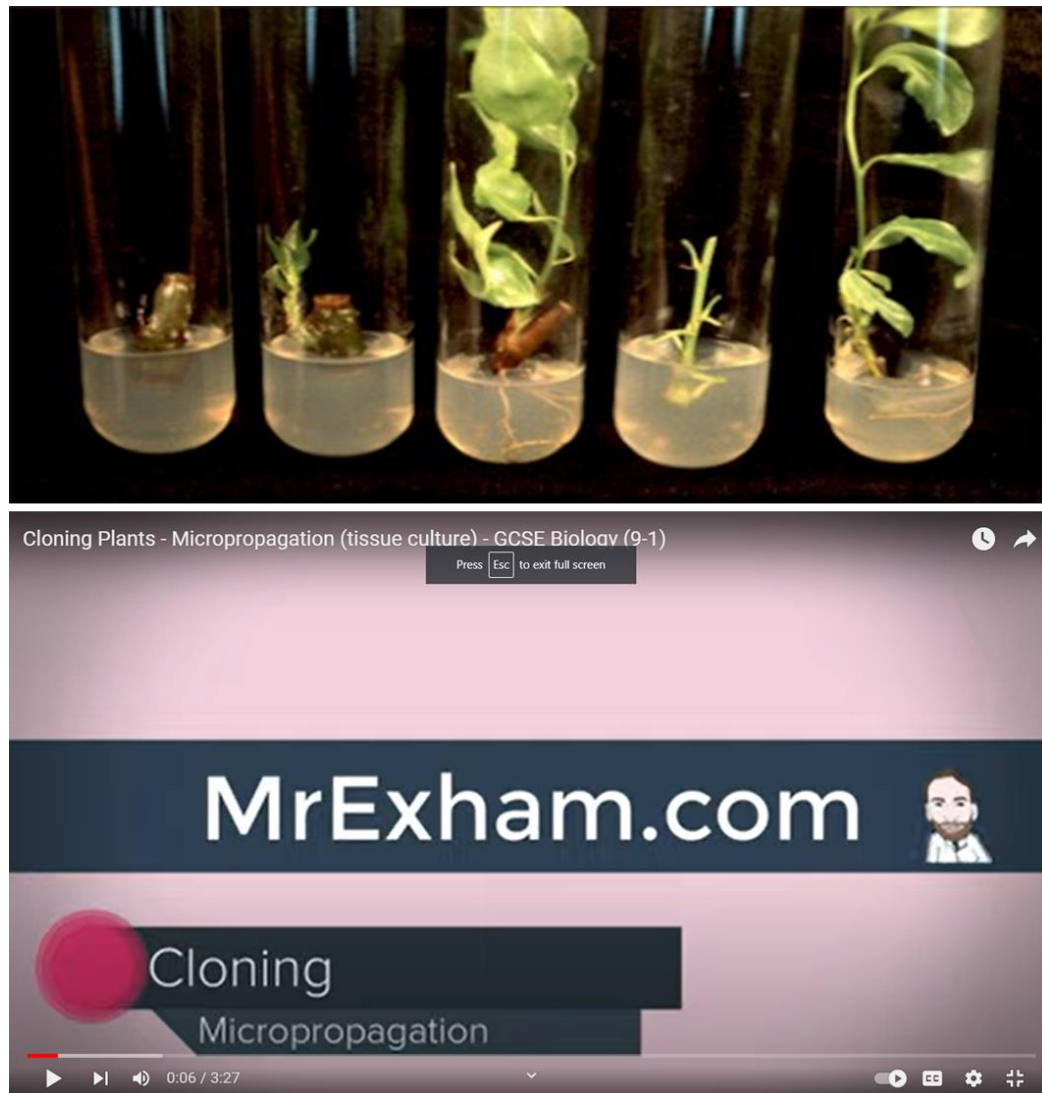 Cloning Plants - Micropropagation (tissue culture) - GCSE Biology (9-1)
Press Esc to exit full screen
MrExham.com
Cloning
Micropropagation
0:06 / 3:27
CC